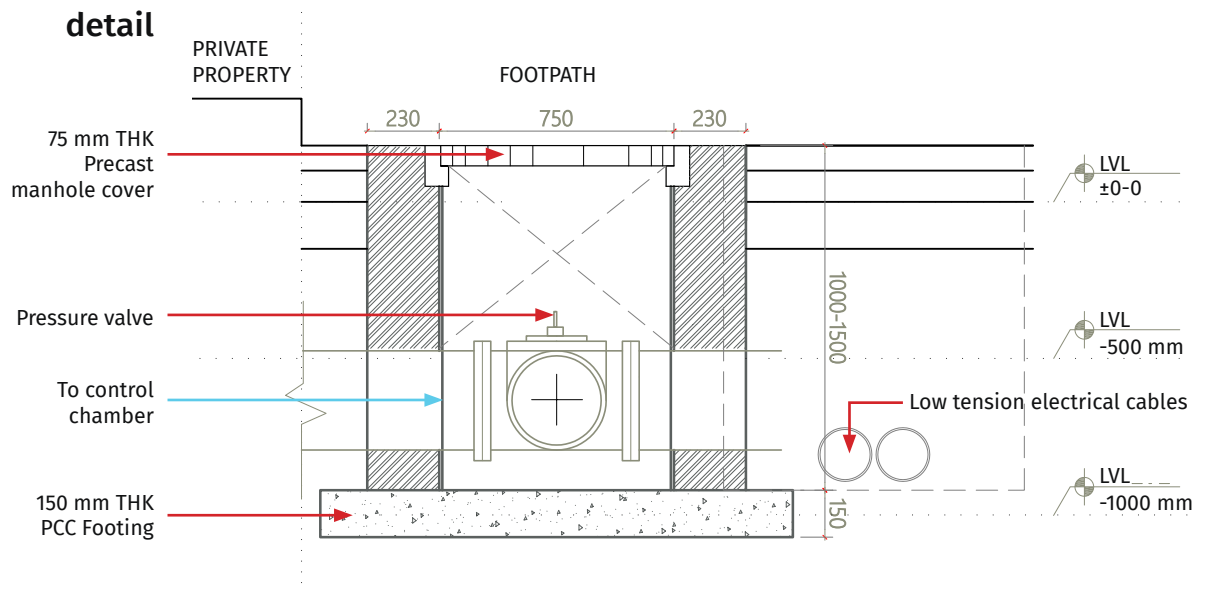 detail
PRIVATE
PROPERTY
FOOTPATH
230
750
230
75 mm THK
Precast
manhole cover
LVL
±0-0
Pressure valve
1000-1500
LVL
-500 mm
To control
chamber
Low tension electrical cables
150 mm THK
PCC Footing
150
LVL
-1000 mm